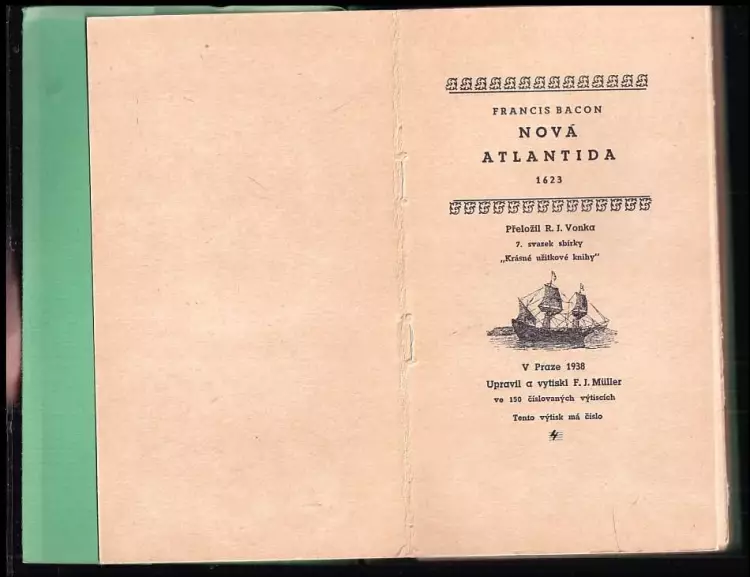 FRANCIS BACON
NOVÁ
ATLANTIDA
1623
Přeložil R. J. Vonka
7. svazek sbírky
„Krásné užitkové knihy"
V Praze 1938
Upravil a vytiskl F. J. Müller
ve 150 číslovaných výtiscích
Tento výtisk má číslo